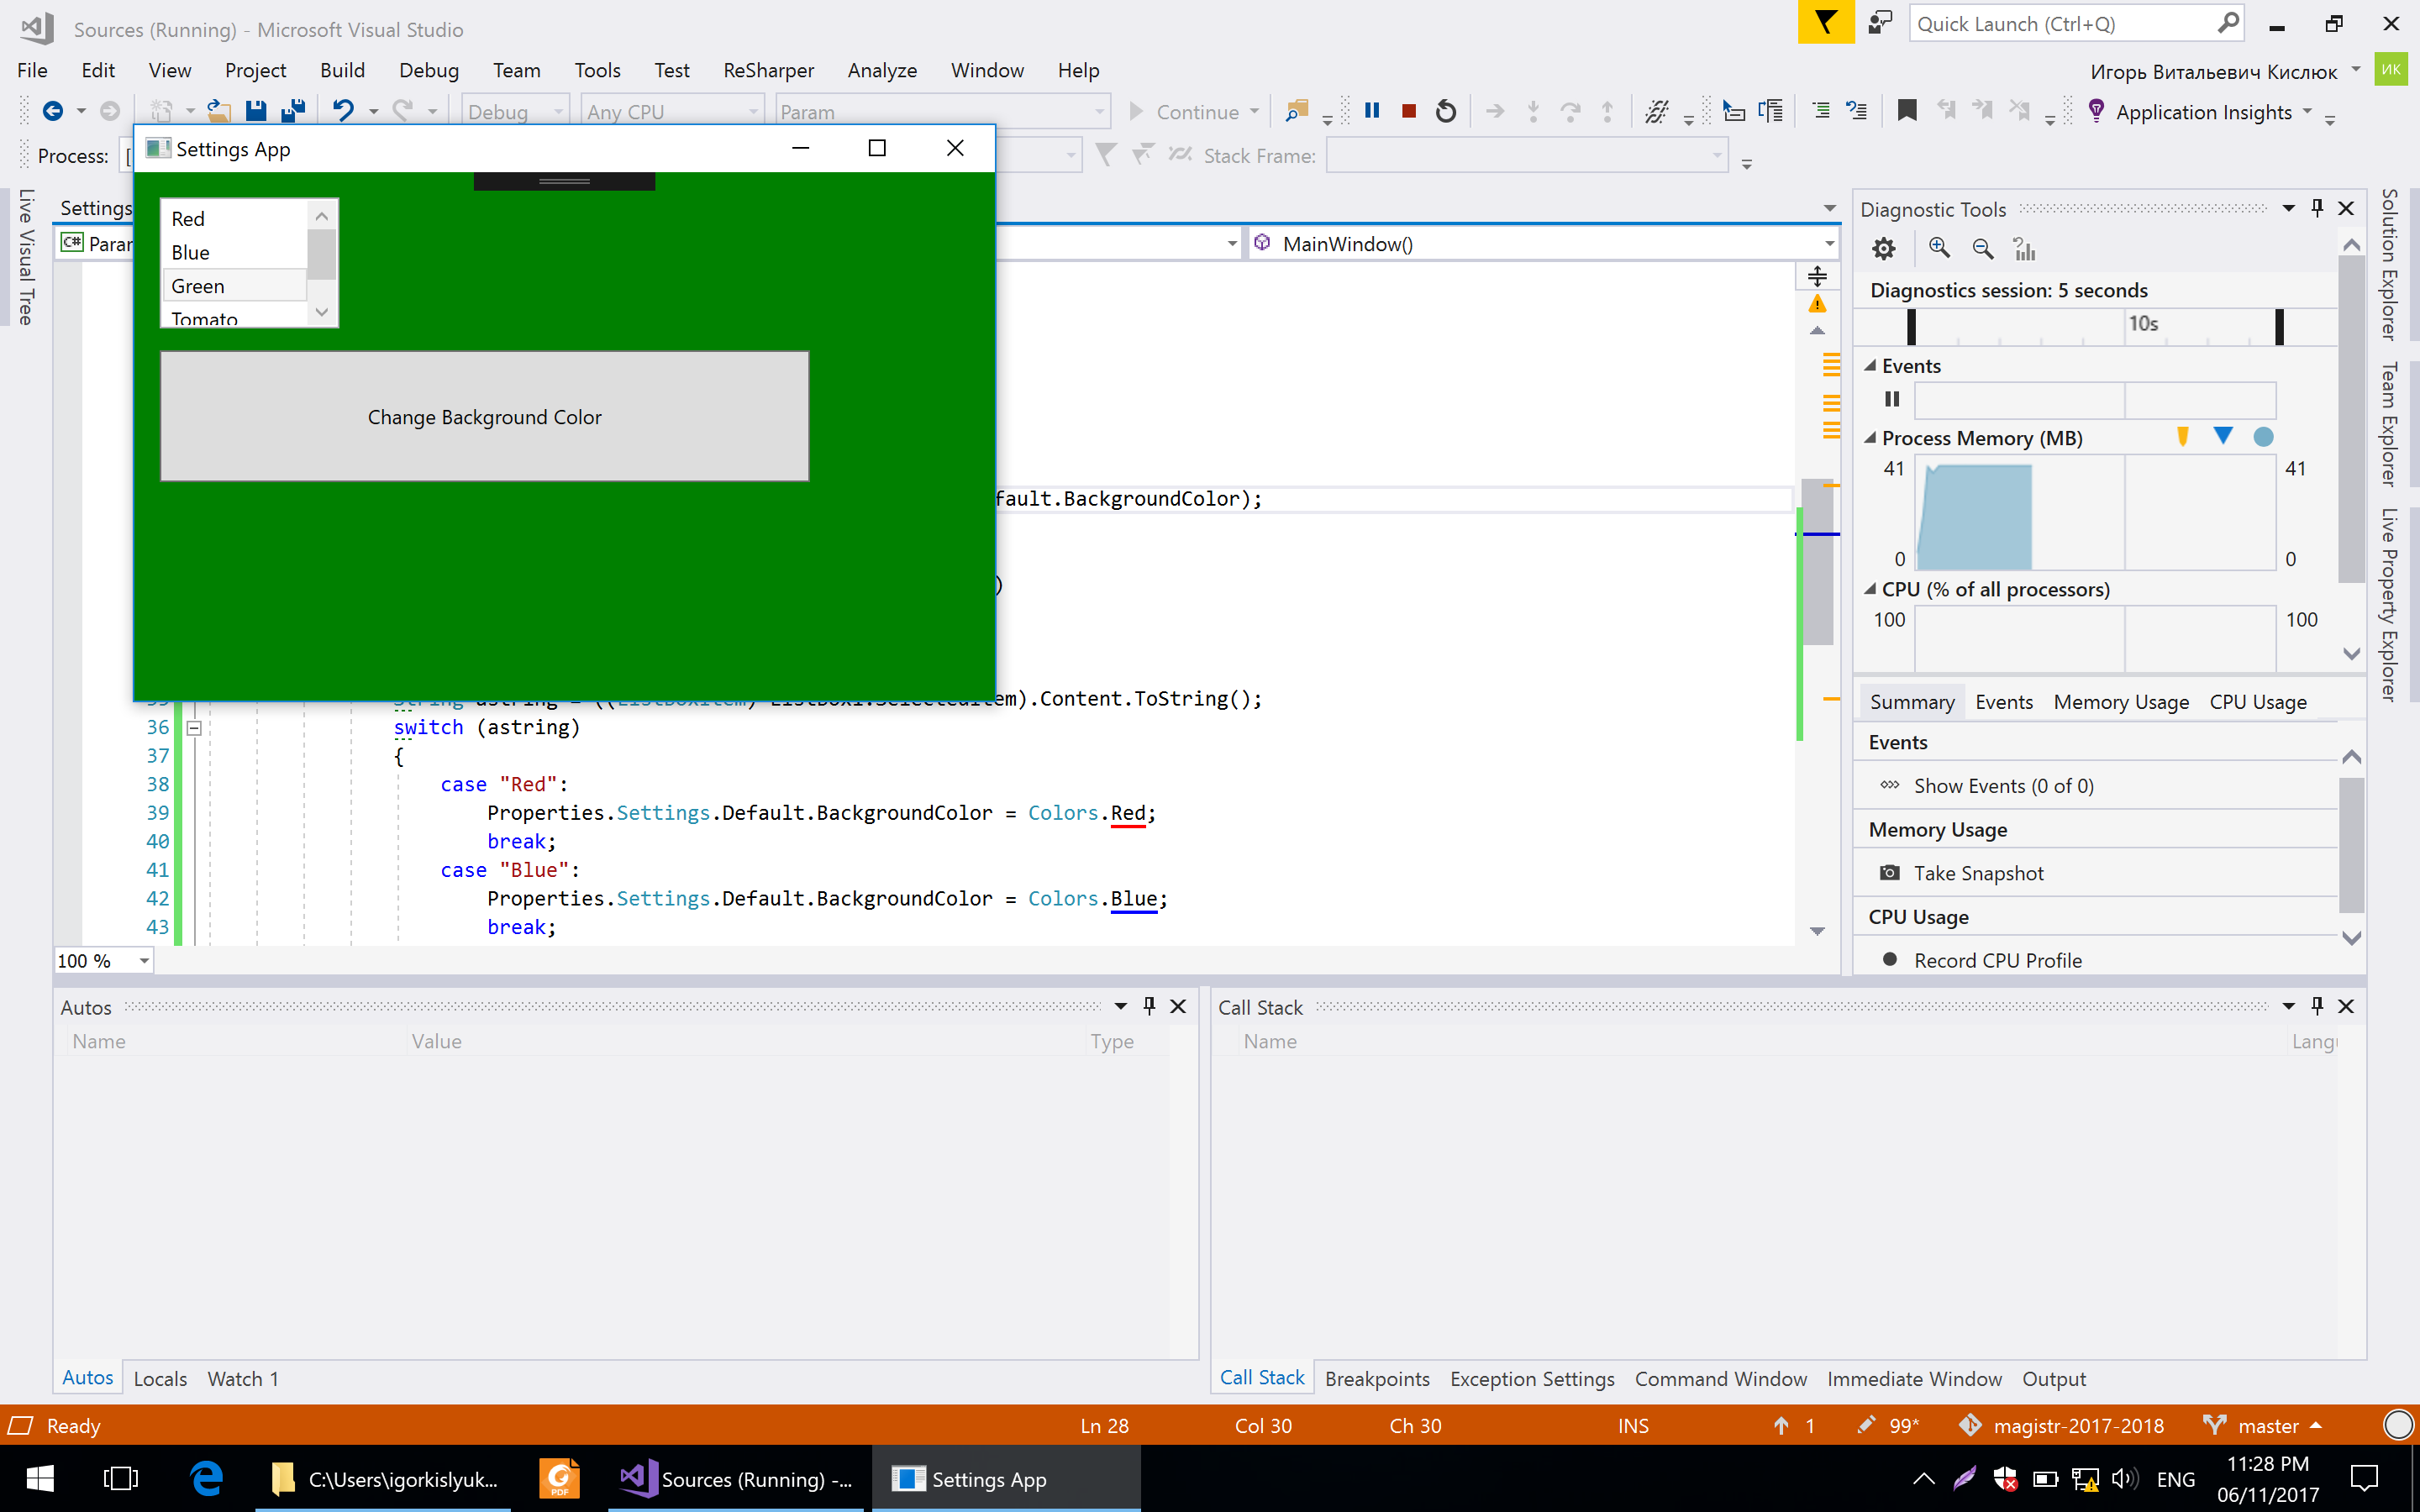 Sources (Running) - Microsoft Visual Studio
Quick Launch (Ctrl+Q)
File Edit View Project Build Debug Team Tools Test ReSharper Analyze Window Help
Игорь Витальевич Кислюк
ИК
Debug Any CPU Param Continue Application Insights
Process: [ Stack Frame:
Settings App
Live Visual Tree
Settings
C# Param
MainWindow()
Red
Blue
Green
Tomato
Change Background Color
fault.BackgroundColor);
)
35 String astring = ((ListBoxItem) ListBox1.SelectedItem).Content.ToString();
36 switch (astring)
37 {
38 case "Red":
39 Properties.Settings.Default.BackgroundColor = Colors.Red;
40 break;
41 case "Blue":
42 Properties.Settings.Default.BackgroundColor = Colors.Blue;
43 break;
100 %
Diagnostic Tools
Diagnostics session: 5 seconds
10s
Events
Process Memory (MB)
41 41
0 0
CPU (% of all processors)
100 100
Summary Events Memory Usage CPU Usage
Events
Show Events (0 of 0)
Memory Usage
Take Snapshot
CPU Usage
Record CPU Profile
Solution Explorer
Team Explorer
Live Property Explorer
Autos
Name Value Type
Autos Locals Watch 1
Call Stack
Name Langu
Call Stack Breakpoints Exception Settings Command Window Immediate Window Output
Ready Ln 28 Col 30 Ch 30 INS 1 99* magistr-2017-2018 master
C:\Users\igorkislyuk...
PDF
Sources (Running) -...
Settings App
ENG
11:28 PM
06/11/2017